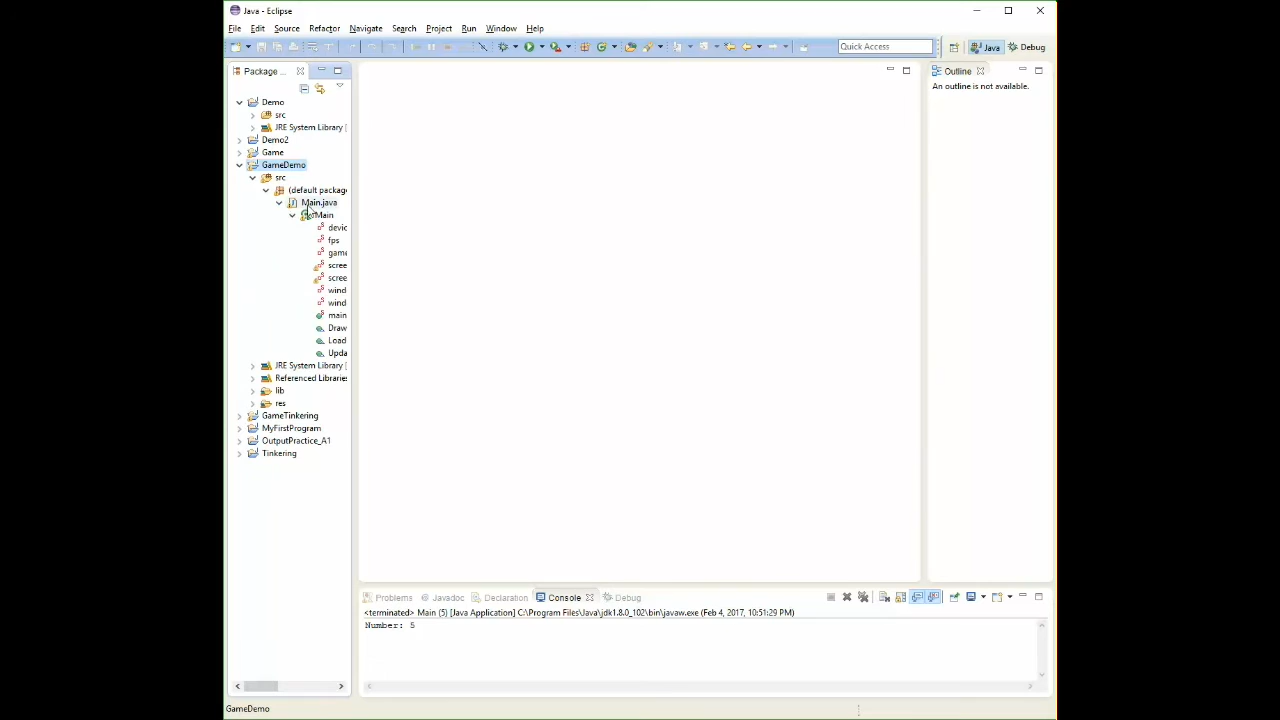 Java - Eclipse
File Edit Source Refactor Navigate Search Project Run Window Help
Quick Access
Java
Debug
Package ...
Demo
src
JRE System Library [
Demo2
Game
GameDemo
src
(default package
Main.java
Main
devic
fps
game
scree
scree
wind
wind
main
Draw
Load
Upda
JRE System Library [
Referenced Libraries
lib
res
GameTinkering
MyFirstProgram
OutputPractice_A1
Tinkering
Outline
An outline is not available.
Problems Javadoc Declaration Console Debug
<terminated> Main (5) [Java Application] C:\Program Files\Java\jdk1.8.0_102\bin\javaw.exe (Feb 4, 2017, 10:51:29 PM)
Number: 5
GameDemo